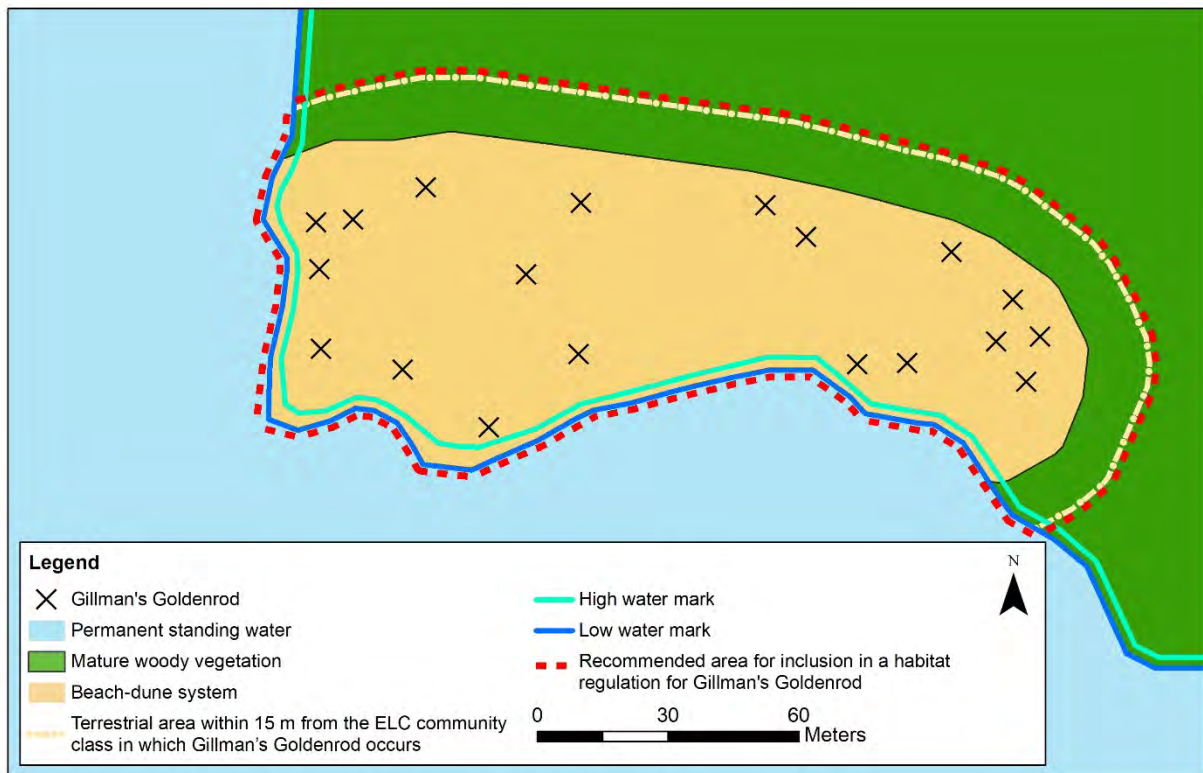 Legend
Gillman's Goldenrod
Permanent standing water
Mature woody vegetation
Beach-dune system
Terrestrial area within 15 m from the ELC community
class in which Gillman’s Goldenrod occurs
High water mark
Low water mark
Recommended area for inclusion in a habitat
regulation for Gillman's Goldenrod
N
0 30 60
Meters